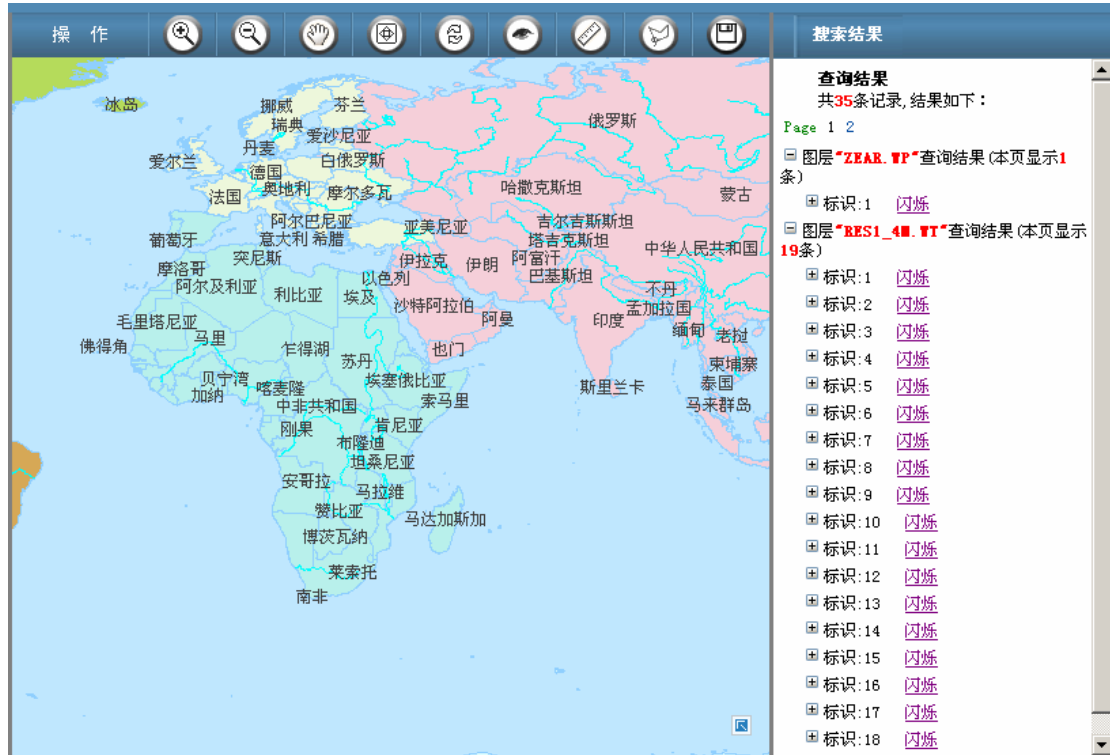 操 作
搜索结果
冰岛
挪威
芬兰
瑞典
爱沙尼亚
俄罗斯
丹麦
爱尔兰
白俄罗斯
德国
法国
奥地利
摩尔多瓦
哈撒克斯坦
蒙古
阿尔巴尼亚
亚美尼亚
吉尔吉斯斯坦
葡萄牙
意大利
希腊
塔吉克斯坦
中华人民共和国
突尼斯
伊拉克
伊朗
阿富汗
摩洛哥
以色列
巴基斯坦
阿尔及利亚
利比亚
埃及
不丹
沙特阿拉伯
孟加拉国
毛里塔尼亚
阿曼
印度
缅甸
老挝
佛得角
马里
乍得湖
苏丹
也门
柬埔寨
贝宁湾
喀麦隆
埃塞俄比亚
斯里兰卡
泰国
加纳
中非共和国
索马里
马来群岛
刚果
肯尼亚
布隆迪
坦桑尼亚
安哥拉
马拉维
赞比亚
马达加斯加
博茨瓦纳
莱索托
南非
查询结果
共35条记录,结果如下：
Page 1 2
图层"ZEAR.WP"查询结果(本页显示1
条)
标识:1 闪烁
图层"RES1_4M.WT"查询结果(本页显示
19条)
标识:1 闪烁
标识:2 闪烁
标识:3 闪烁
标识:4 闪烁
标识:5 闪烁
标识:6 闪烁
标识:7 闪烁
标识:8 闪烁
标识:9 闪烁
标识:10 闪烁
标识:11 闪烁
标识:12 闪烁
标识:13 闪烁
标识:14 闪烁
标识:15 闪烁
标识:16 闪烁
标识:17 闪烁
标识:18 闪烁